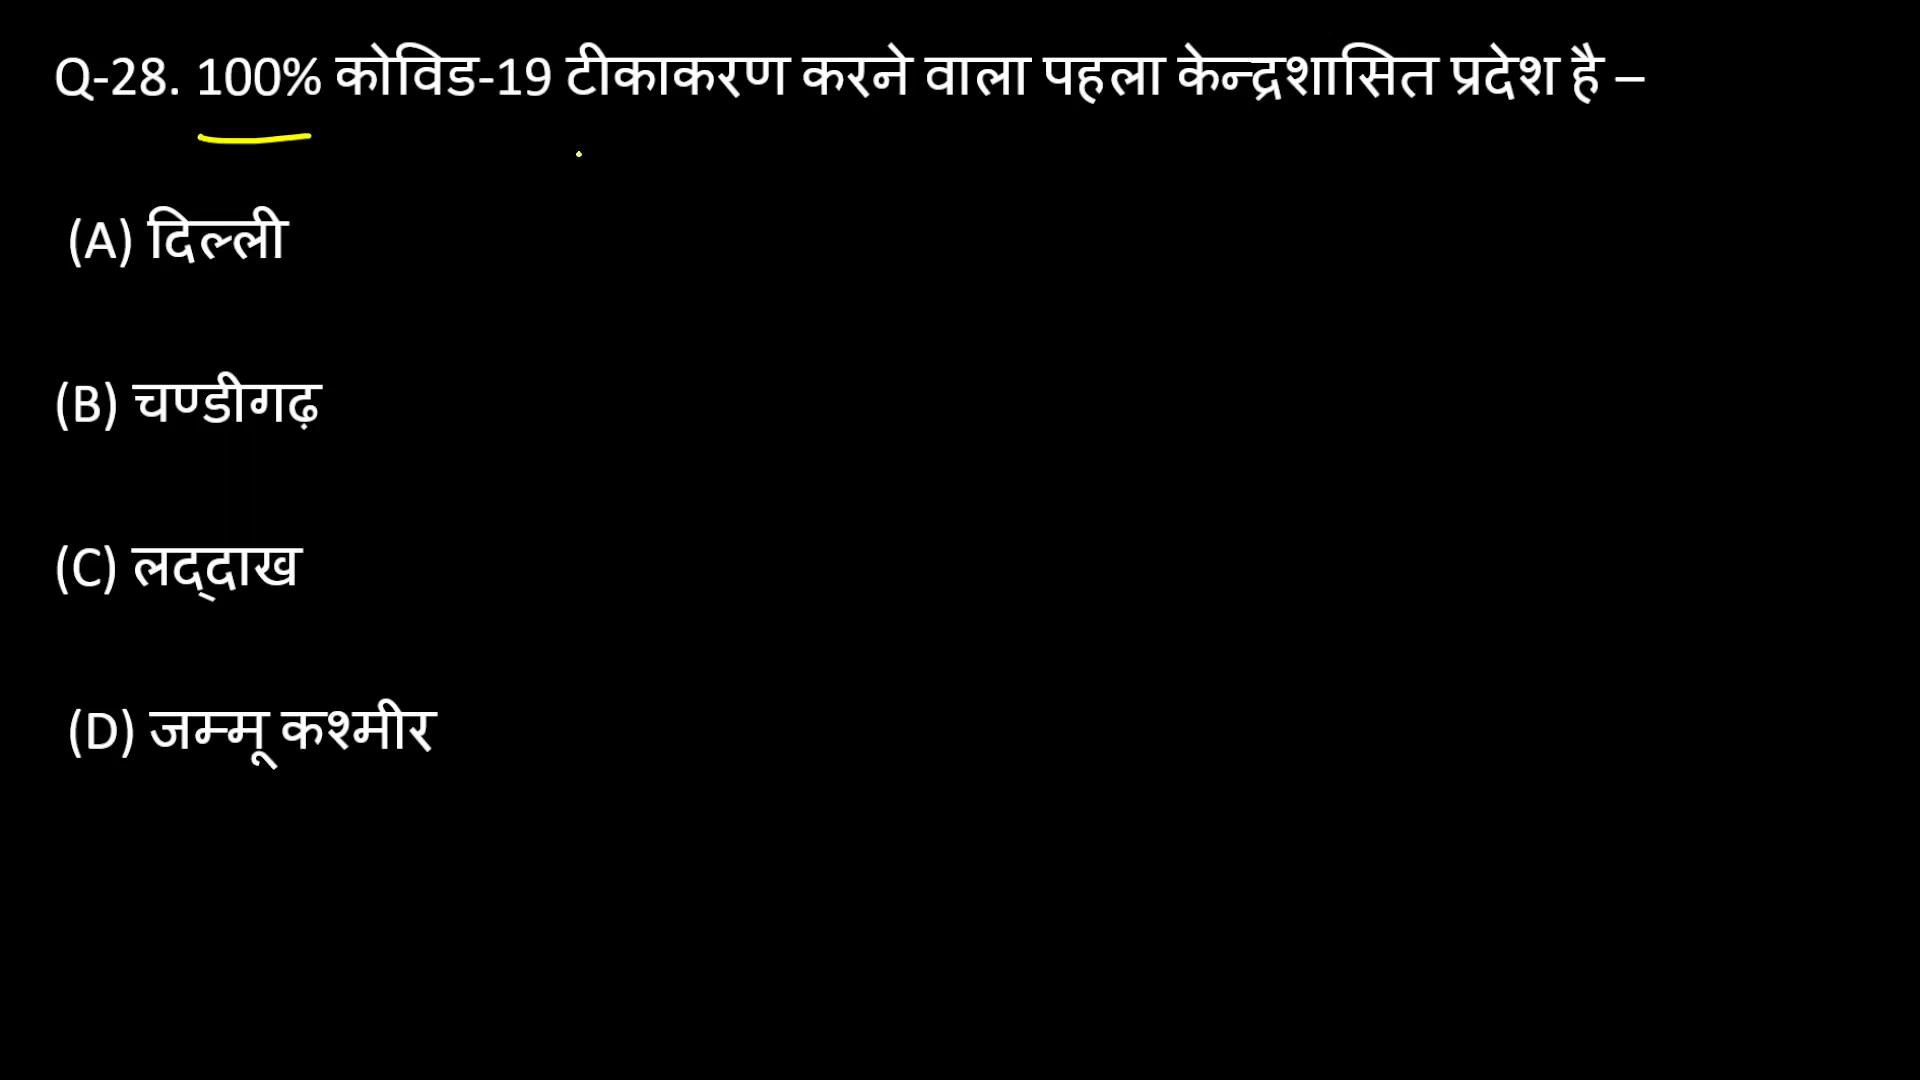 Q-28. 100% कोविड-19 टीकाकरण करने वाला पहला केन्द्रशासित प्रदेश है –
(A) दिल्ली
(B) चण्डीगढ़
(C) लद्दाख
(D) जम्मू कश्मीर